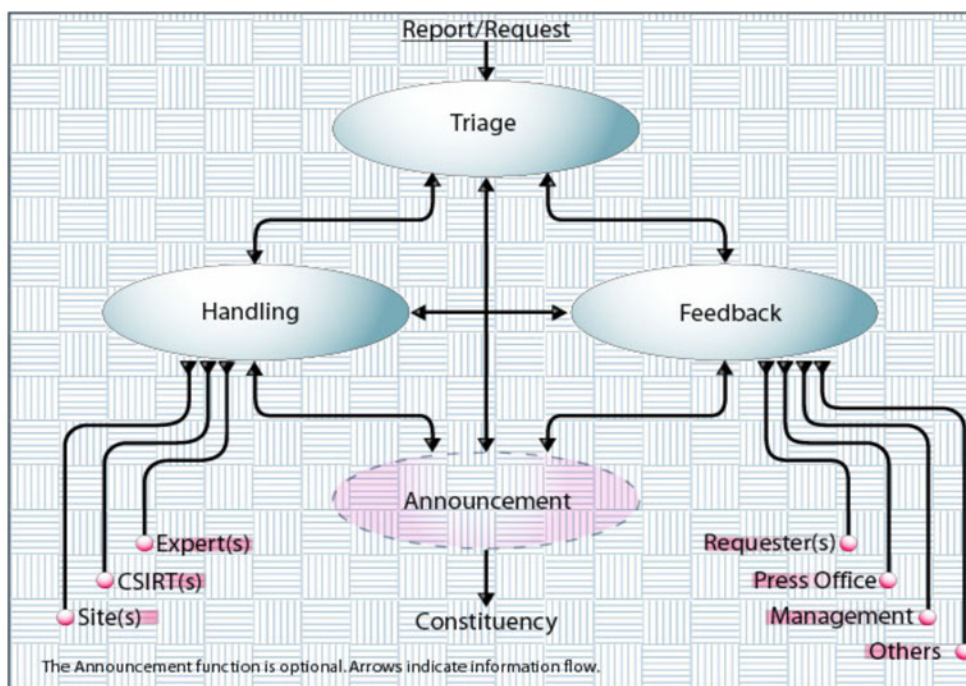 Report/Request
Triage
Handling
Feedback
Announcement
Expert(s)
CSIRT(s)
Site(s)
Requester(s)
Press Office
Management
Others
Constituency
The Announcement function is optional. Arrows indicate information flow.